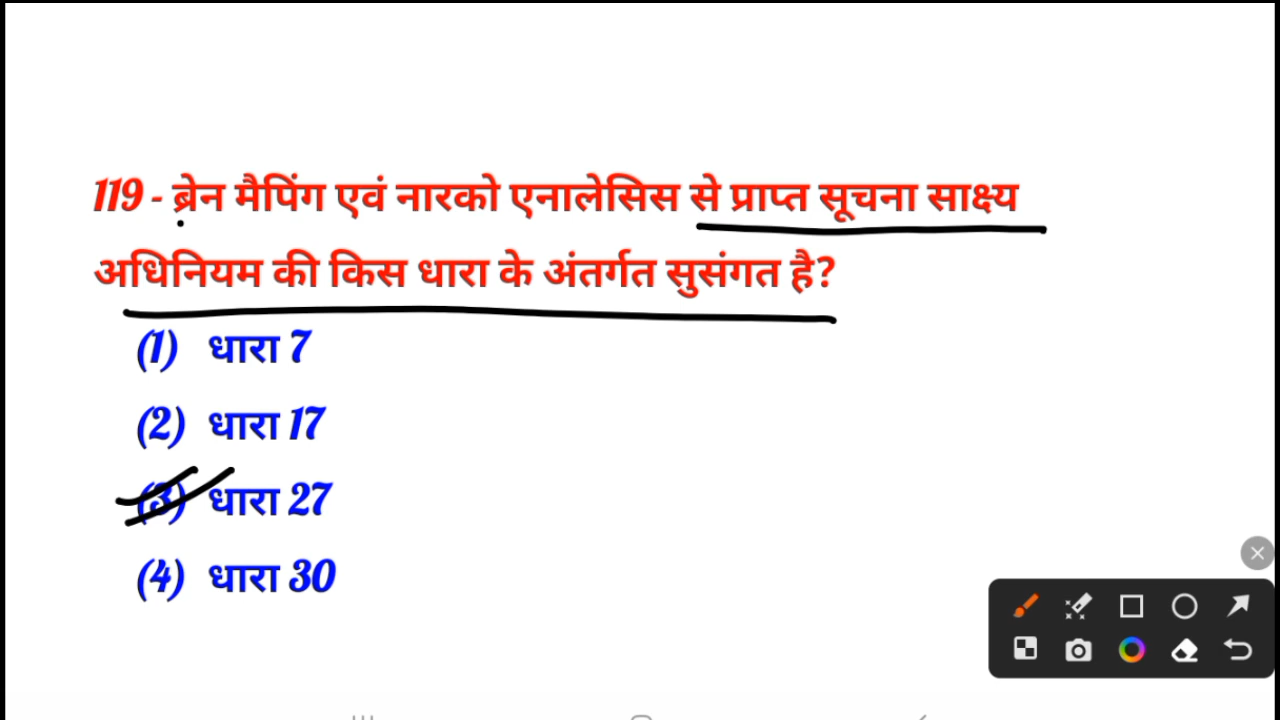 119 - ब्रेन मैपिंग एवं नारको एनालेसिस से प्राप्त सूचना साक्ष्य
अधिनियम की किस धारा के अंतर्गत सुसंगत है?
(1) धारा 7
(2) धारा 17
(3) धारा 27
(4) धारा 30